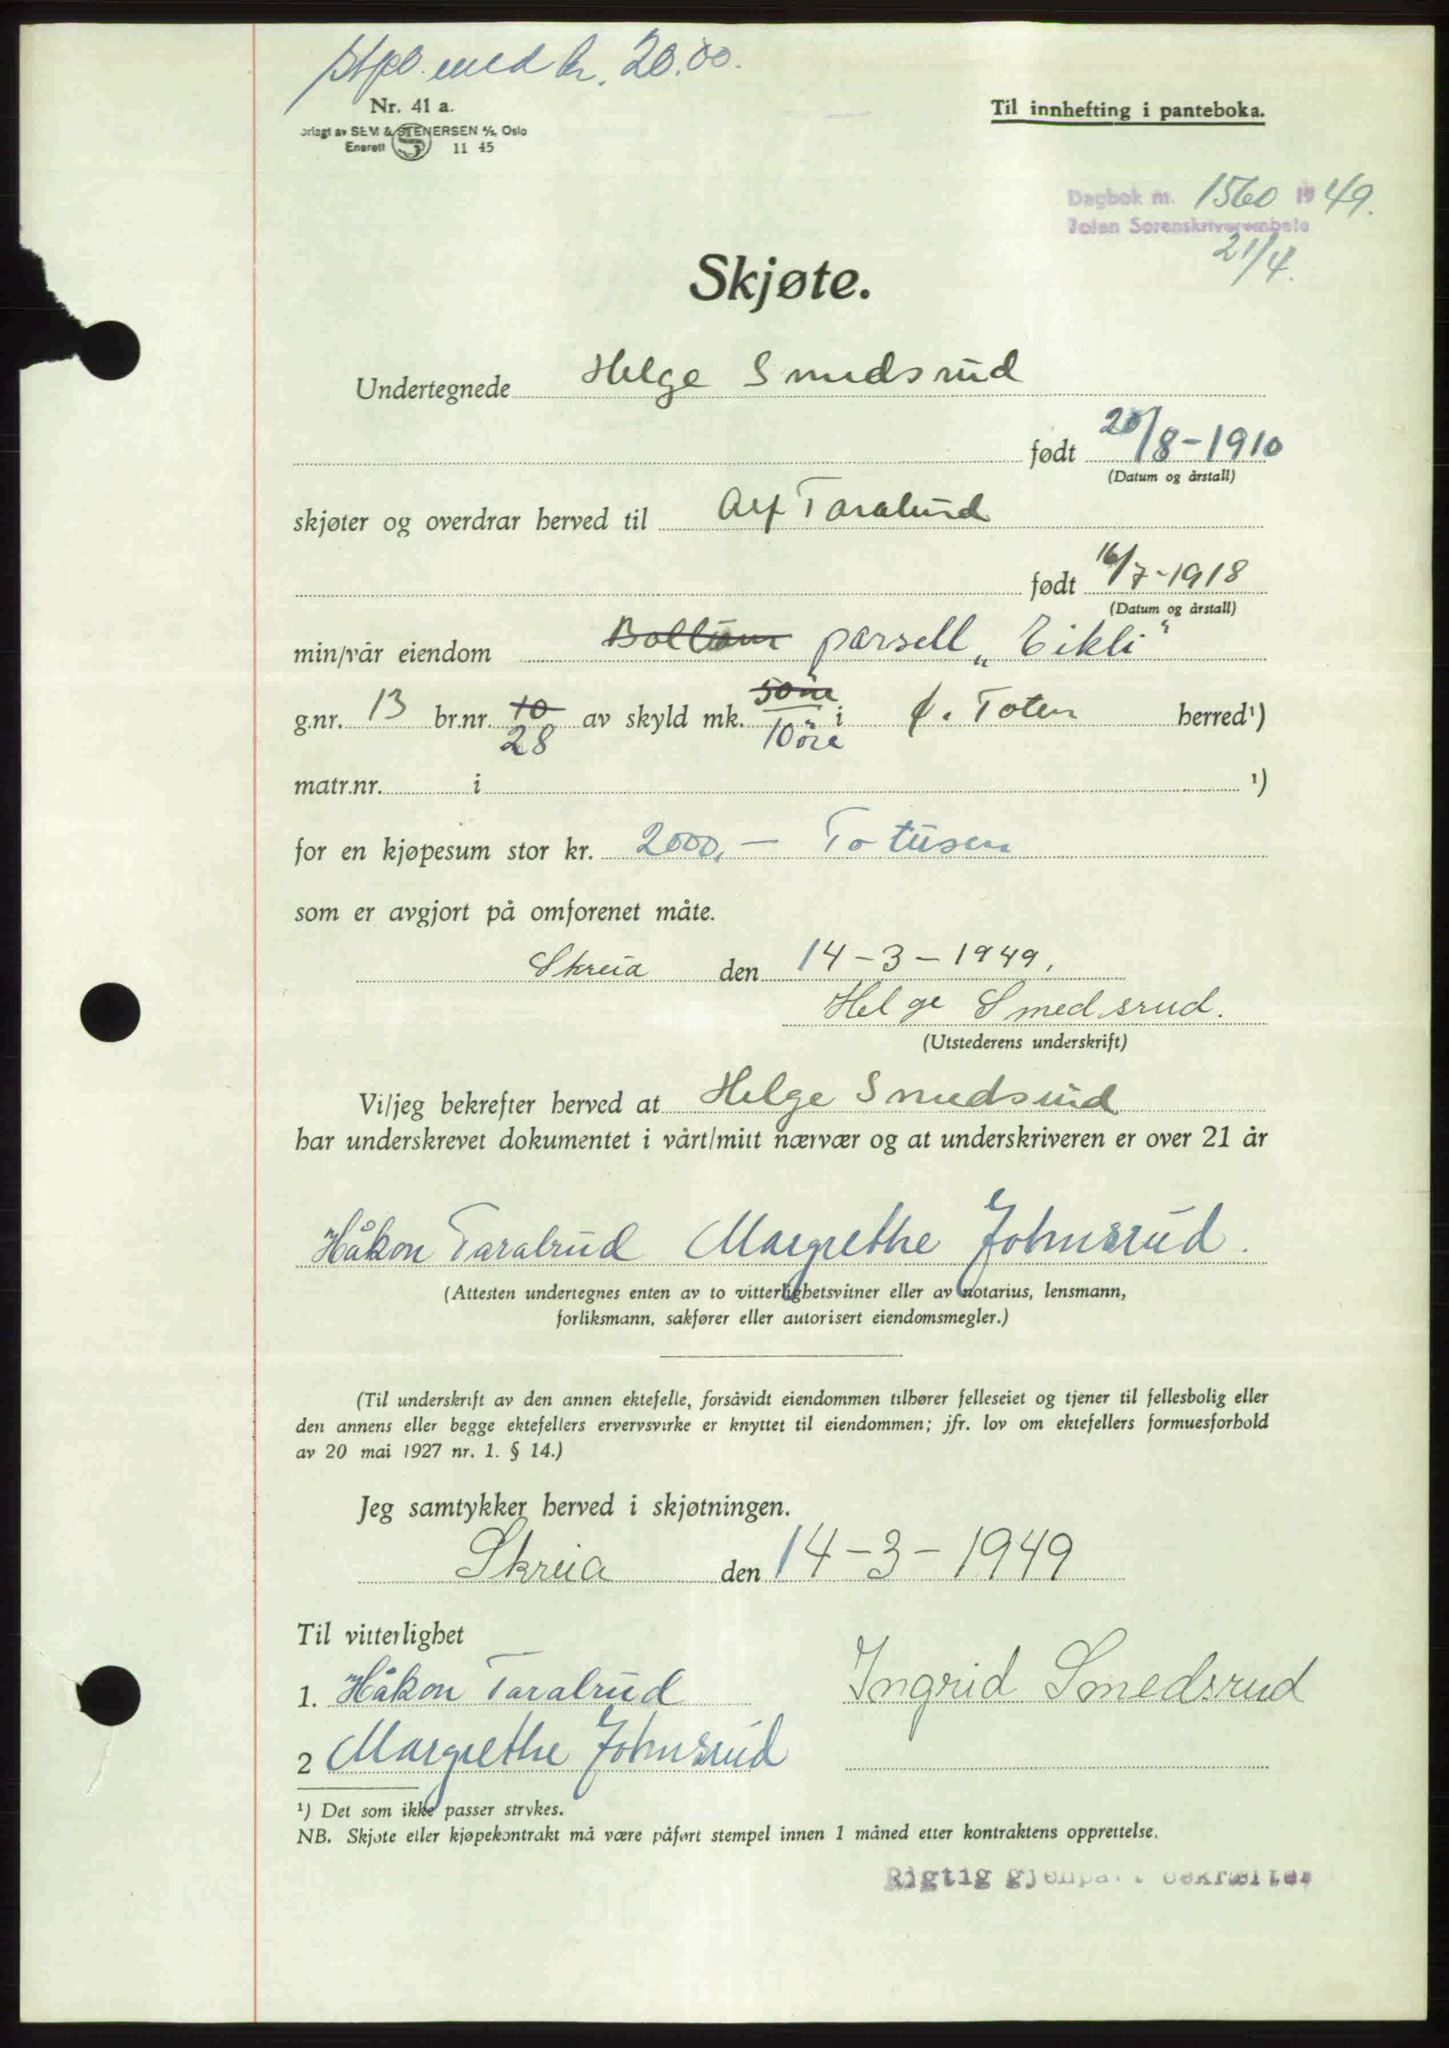 Stpl. med kr. 20.00.
Nr. 41 a.
orlagt av SEM & STENERSEN A/S, Oslo
Enerett S 11 45
Til innhefting i panteboka.
Dagbok nr. 1560 1949.
Toten Sorenskriverembete
21/4.
Skjøte.
Undertegnede Helge Smedsrud
født 20/8-1910
(Datum og årstall)
skjøter og overdrar herved til Alf Taralrud
født 16/7-1918
(Datum og årstall)
min/vår eiendom parsell „Eikli“
g.nr. 13 br.nr. 10 av skyld mk. 50 øre i Ø. Toten herred¹)
28 10 øre
matr.nr. i ¹)
for en kjøpesum stor kr. 2000,- To tusen
som er avgjort på omforenet måte.
Skreia den 14-3-1949.
Helge Smedsrud.
(Utstederens underskrift)
Vi/jeg bekrefter herved at Helge Smedsrud
har underskrevet dokumentet i vårt/mitt nærvær og at underskriveren er over 21 år
Håkon Taralrud Margrethe Johnsrud.
(Attesten undertegnes enten av to vitterlighetsvitner eller av notarius, lensmann,
forliksmann, sakfører eller autorisert eiendomsmegler.)
(Til underskrift av den annen ektefelle, forsåvidt eiendommen tilhører felleseiet og tjener til fellesbolig eller
den annens eller begge ektefellers ervervsvirke er knyttet til eiendommen; jfr. lov om ektefellers formuesforhold
av 20 mai 1927 nr. 1. § 14.)
Jeg samtykker herved i skjøtningen.
Skreia den 14-3-1949
Til vitterlighet
1. Håkon Taralrud Ingrid Smedsrud
2 Margrethe Johnsrud
¹) Det som ikke passer strykes.
NB. Skjøte eller kjøpekontrakt må være påført stempel innen 1 måned etter kontraktens opprettelse.
Rigtig gjenpart bekræftes